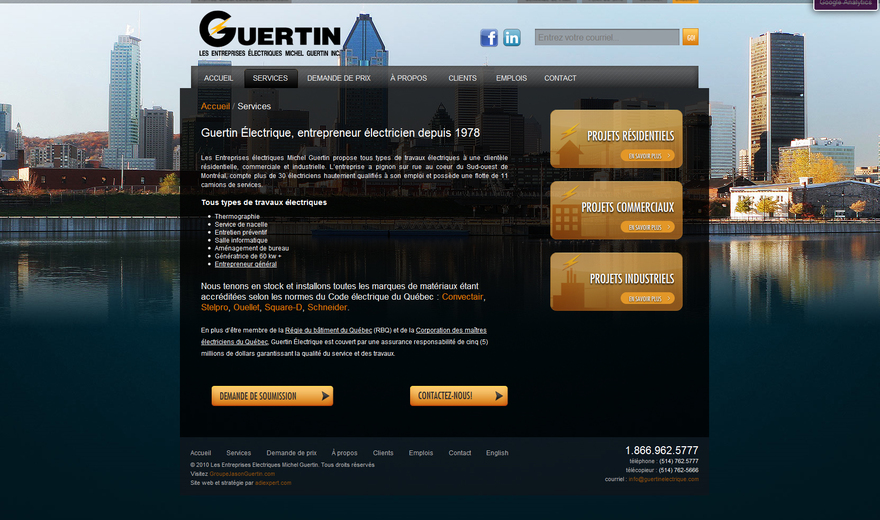 Google Analytics
GUERTIN
LES ENTREPRISES ÉLECTRIQUES MICHEL GUERTIN INC
Entrez votre courriel...
GO!
ACCUEIL SERVICES DEMANDE DE PRIX À PROPOS CLIENTS EMPLOIS CONTACT
Accueil / Services
Guertin Électrique, entrepreneur électricien depuis 1978
Les Entreprises électriques Michel Guertin propose tous types de travaux électriques à une clientèle
résidentielle, commerciale et industrielle. L'entreprise a pignon sur rue au coeur du Sud-ouest de
Montréal, compte plus de 30 électriciens hautement qualifiés à son emploi et possède une flotte de 11
camions de services.
Tous types de travaux électriques
Thermographie
Service de nacelle
Entretien préventif
Salle informatique
Aménagement de bureau
Génératrice de 60 kw +
Entrepreneur général
Nous tenons en stock et installons toutes les marques de matériaux étant
accréditées selon les normes du Code électrique du Québec : Convectair,
Stelpro, Ouellet, Square-D, Schneider.
En plus d'être membre de la Régie du bâtiment du Québec (RBQ) et de la Corporation des maîtres
électriciens du Québec, Guertin Électrique est couvert par une assurance responsabilité de cinq (5)
millions de dollars garantissant la qualité du service et des travaux.
DEMANDE DE SOUMISSION
CONTACTEZ-NOUS!
PROJETS RÉSIDENTIELS
EN SAVOIR PLUS
PROJETS COMMERCIAUX
EN SAVOIR PLUS
PROJETS INDUSTRIELS
EN SAVOIR PLUS
Accueil Services Demande de prix À propos Clients Emplois Contact English
© 2010 Les Entreprises Electriques Michel Guertin. Tous droits réservés
Visitez GroupeJasonGuertin.com
Site web et stratégie par adexpert.com
1.866.962.5777
téléphone : (514) 762.5777
télécopieur : (514) 762-5666
courriel : info@guertinelectrique.com